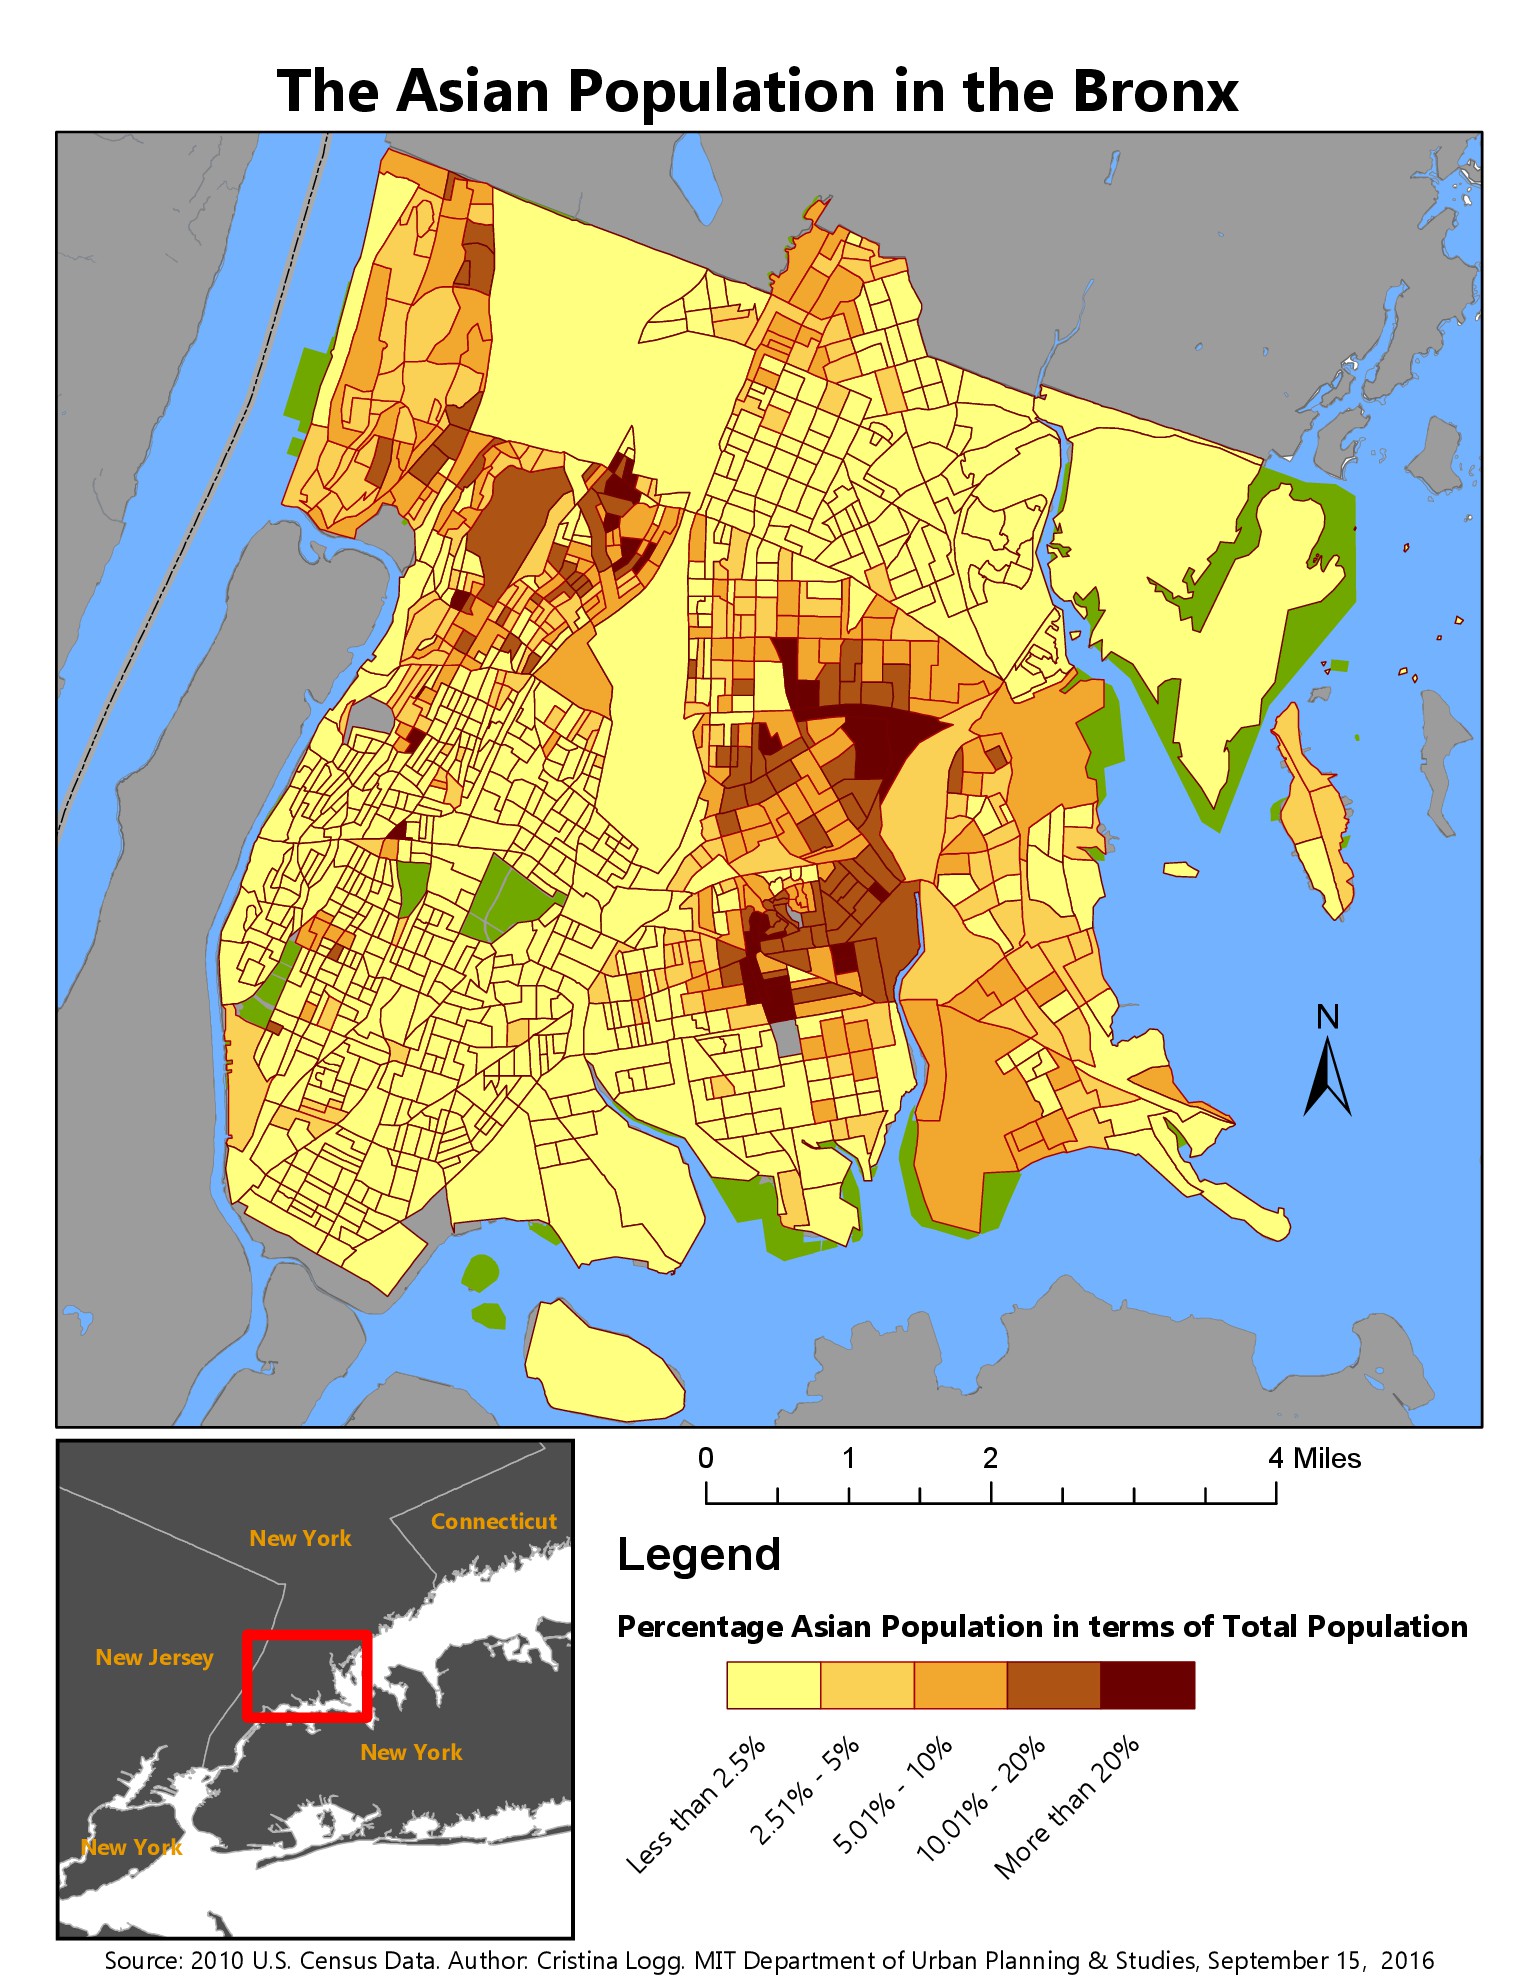 The Asian Population in the Bronx
N
0 1 2 4 Miles
New York
Connecticut
New Jersey
New York
New York
Legend
Percentage Asian Population in terms of Total Population
Less than 2.5%
2.51% - 5%
5.01% - 10%
10.01% - 20%
More than 20%
Source: 2010 U.S. Census Data. Author: Cristina Logg. MIT Department of Urban Planning & Studies, September 15, 2016